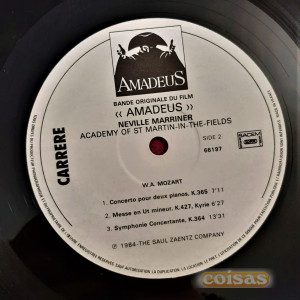 AMADEUS
BANDE ORIGINALE DU FILM
« AMADEUS »
NEVILLE MARRINER
ACADEMY OF ST MARTIN-IN-THE-FIELDS
SIDE 2
66197
SACEM
CARRERE
W.A. MOZART
1. Concerto pour deux pianos, K.365 7'11
2. Messe en Ut mineur, K.427, Kyrie 6'27
3. Symphonie Concertante, K.364 13'31
℗ 1984-THE SAUL ZAENTZ COMPANY
coisas